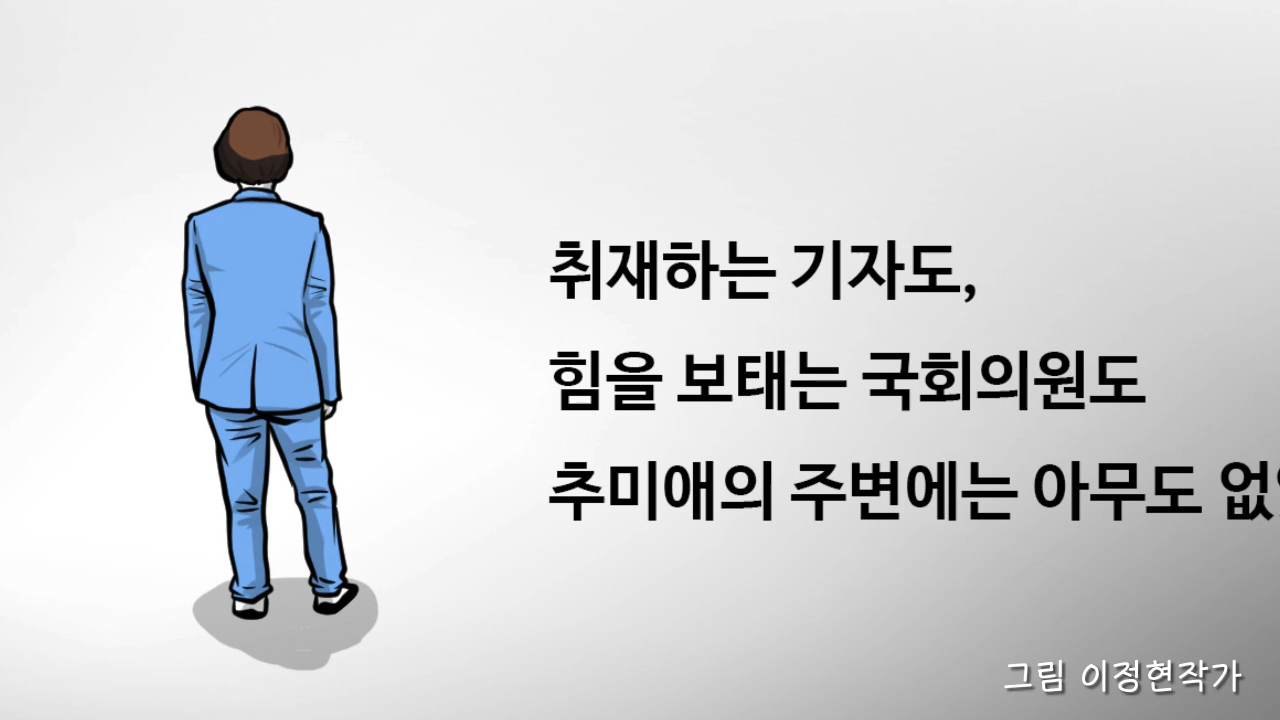 취재하는 기자도,
힘을 보태는 국회의원도
추미애의 주변에는 아무도
그림 이정현작가